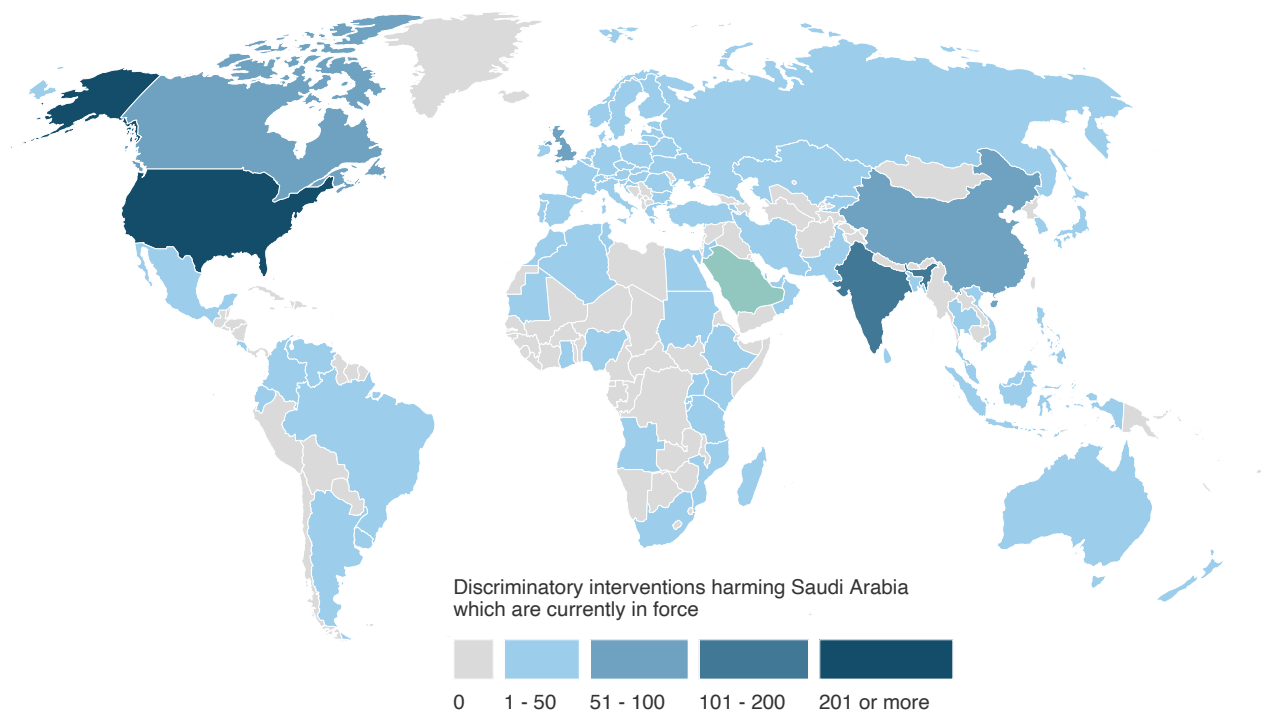 Discriminatory interventions harming Saudi Arabia
which are currently in force
0 1 - 50 51 - 100 101 - 200 201 or more